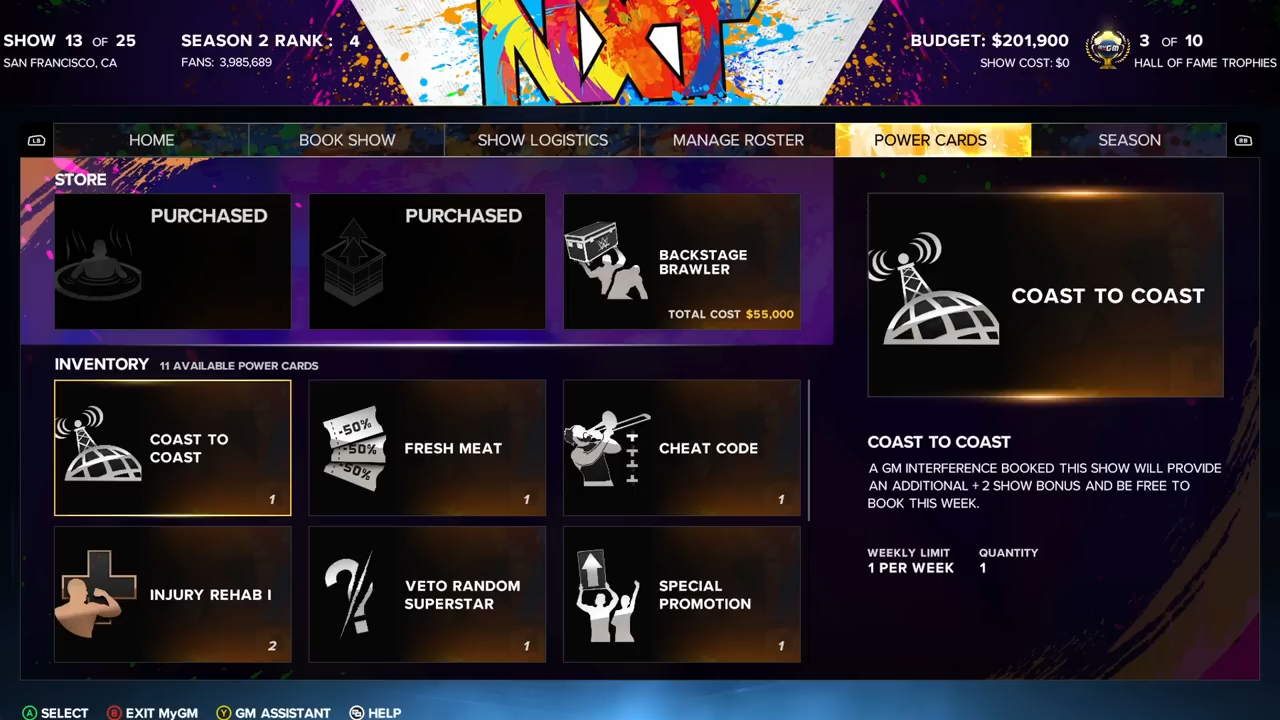 SHOW 13 OF 25
SAN FRANCISCO, CA
SEASON 2 RANK : 4
FANS: 3,985,689
NXT
BUDGET: $201,900
SHOW COST: $0
MyGM
3 OF 10
HALL OF FAME TROPHIES
LB
HOME
BOOK SHOW
SHOW LOGISTICS
MANAGE ROSTER
POWER CARDS
SEASON
RB
STORE
PURCHASED
PURCHASED
BACKSTAGE
BRAWLER
TOTAL COST $55,000
INVENTORY 11 AVAILABLE POWER CARDS
COAST TO
COAST
1
-50%
-50%
-50%
FRESH MEAT
1
CHEAT CODE
1
INJURY REHAB I
2
VETO RANDOM
SUPERSTAR
1
SPECIAL
PROMOTION
1
COAST TO COAST
COAST TO COAST
A GM INTERFERENCE BOOKED THIS SHOW WILL PROVIDE
AN ADDITIONAL +2 SHOW BONUS AND BE FREE TO
BOOK THIS WEEK.
WEEKLY LIMIT
1 PER WEEK
QUANTITY
1
A SELECT
B EXIT MyGM
Y GM ASSISTANT
HELP